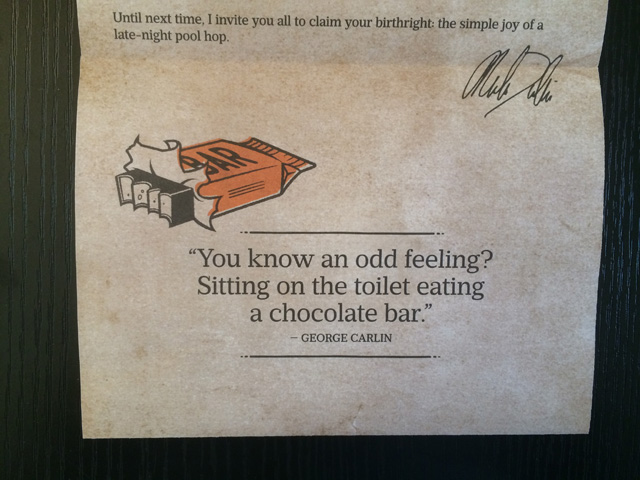 Until next time, I invite you all to claim your birthright: the simple joy of a
late-night pool hop.
BAR
“You know an odd feeling?
Sitting on the toilet eating
a chocolate bar.”
– GEORGE CARLIN